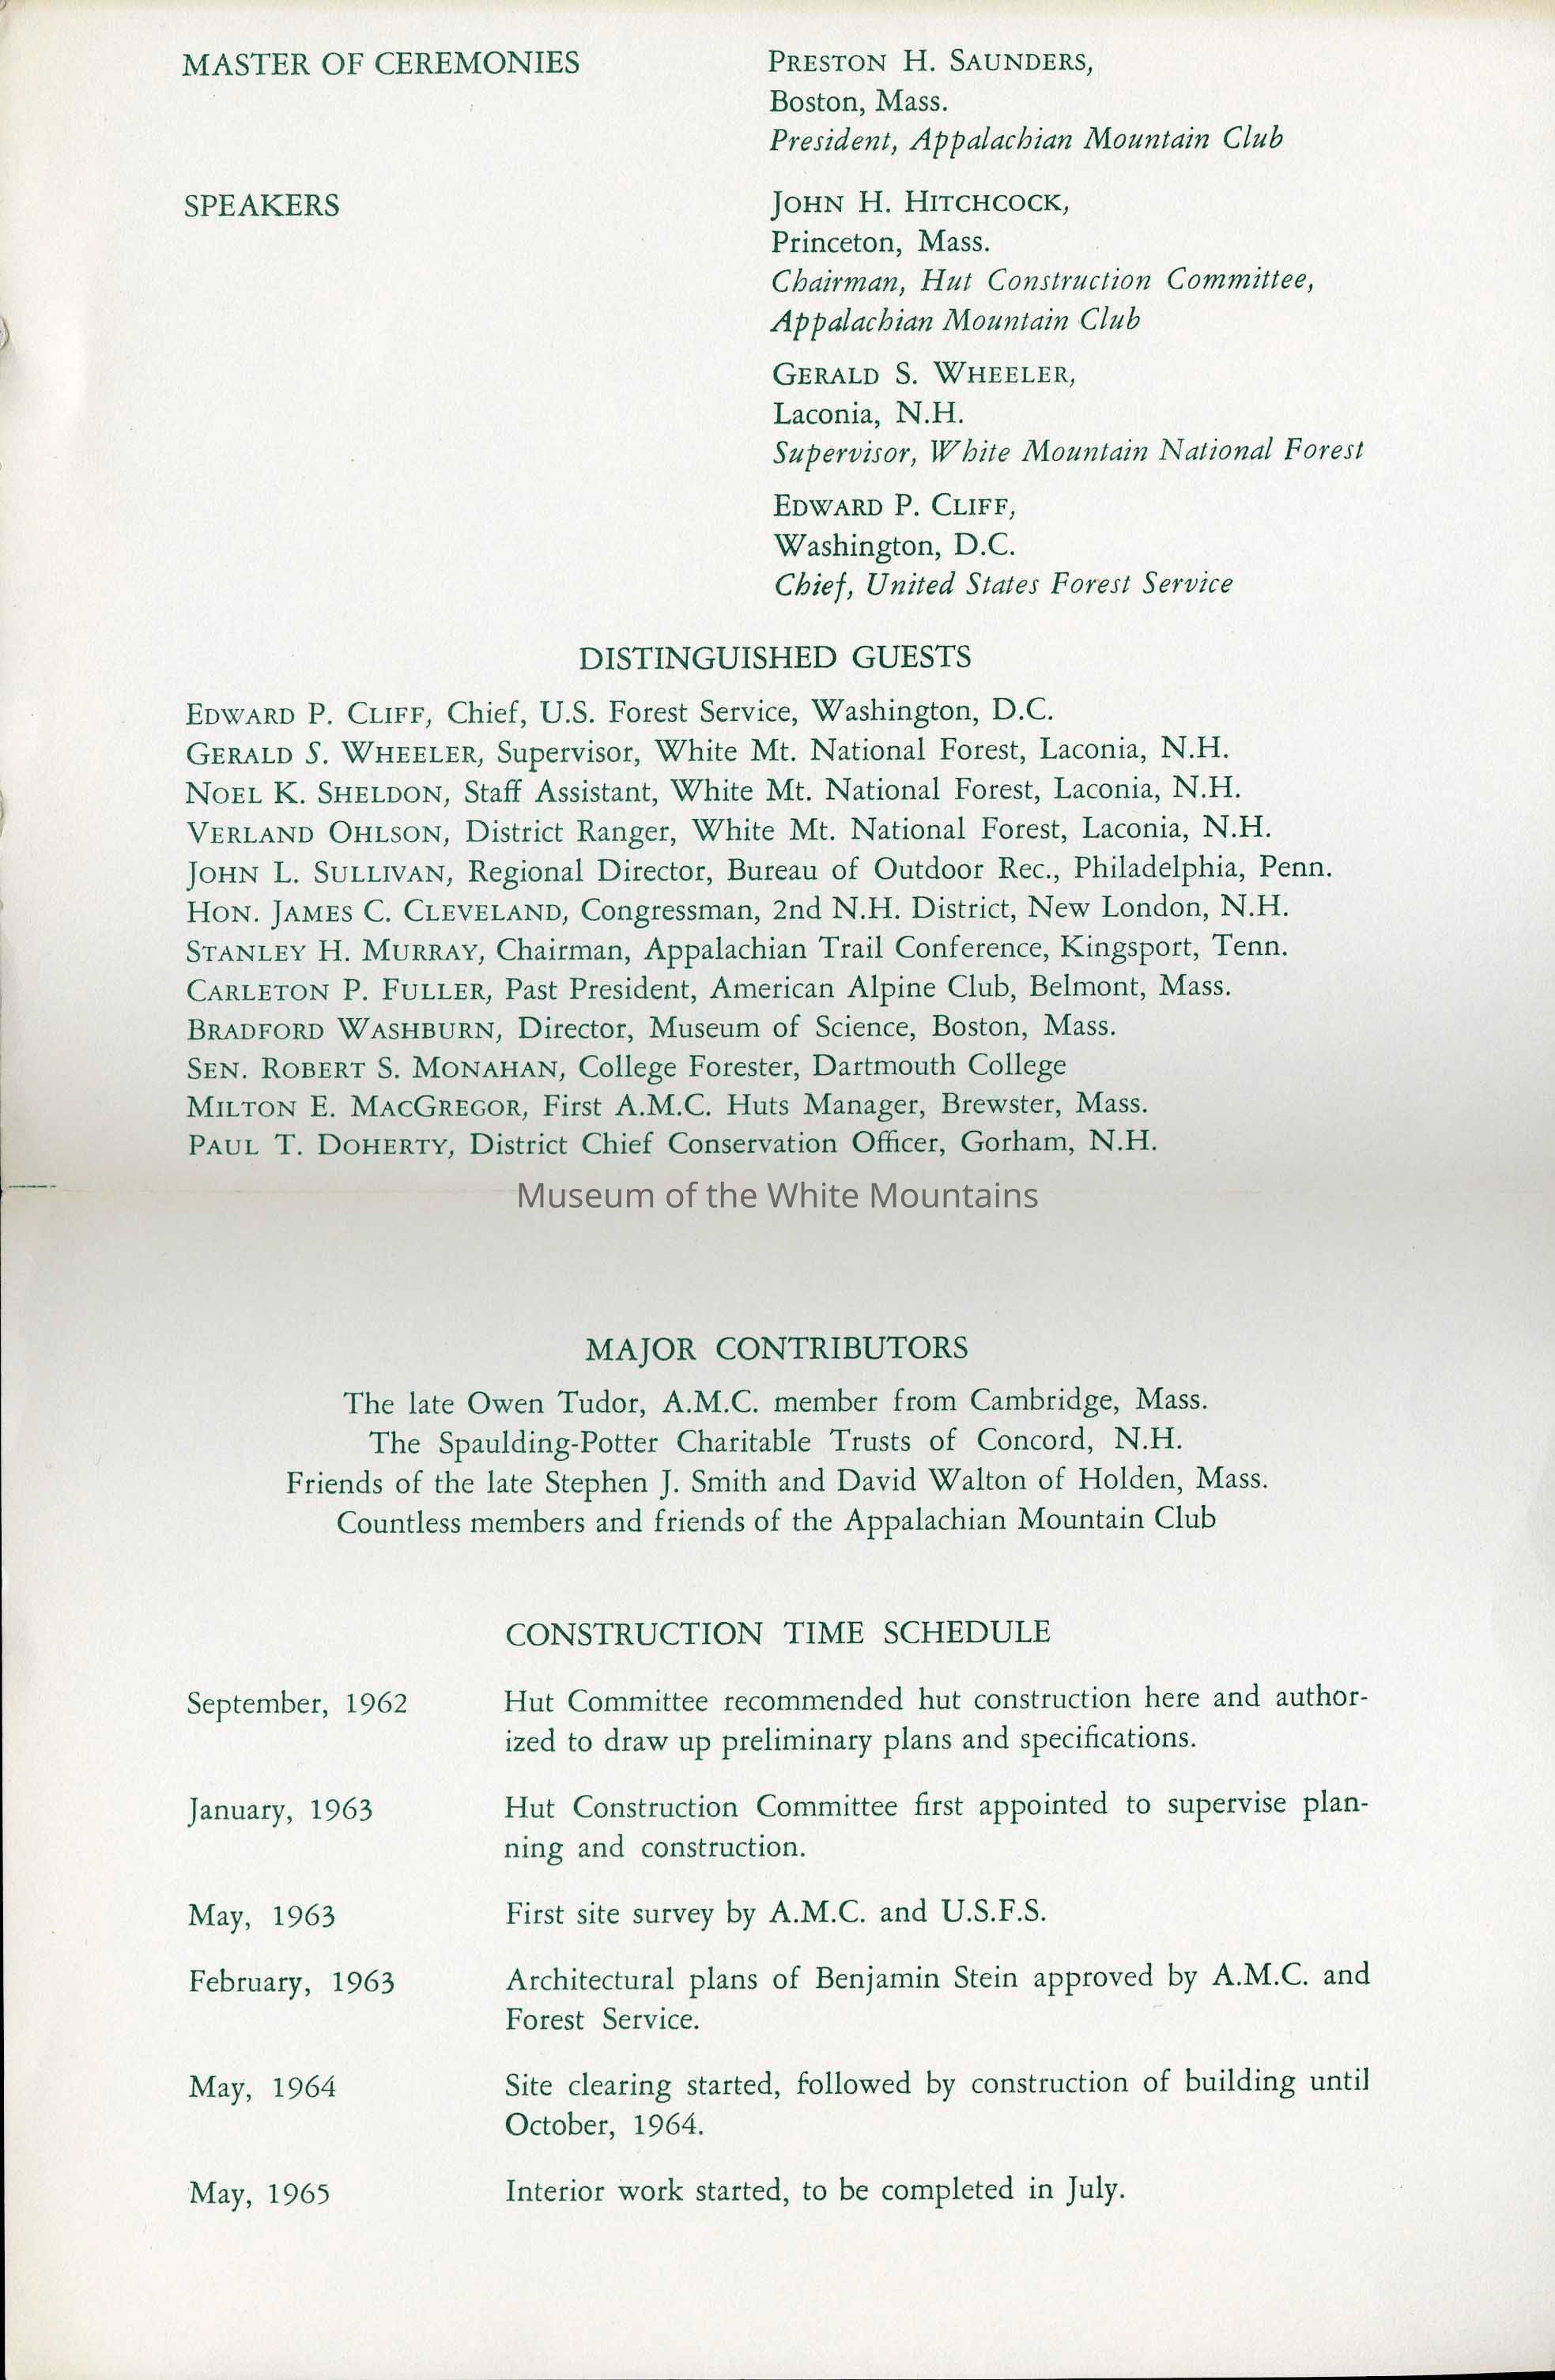 MASTER OF CEREMONIES
PRESTON H. SAUNDERS,
Boston, Mass.
President, Appalachian Mountain Club
SPEAKERS
JOHN H. HITCHCOCK,
Princeton, Mass.
Chairman, Hut Construction Committee,
Appalachian Mountain Club
GERALD S. WHEELER,
Laconia, N.H.
Supervisor, White Mountain National Forest
EDWARD P. CLIFF,
Washington, D.C.
Chief, United States Forest Service
DISTINGUISHED GUESTS
EDWARD P. CLIFF, Chief, U.S. Forest Service, Washington, D.C.
GERALD S. WHEELER, Supervisor, White Mt. National Forest, Laconia, N.H.
NOEL K. SHELDON, Staff Assistant, White Mt. National Forest, Laconia, N.H.
VERLAND OHLSON, District Ranger, White Mt. National Forest, Laconia, N.H.
JOHN L. SULLIVAN, Regional Director, Bureau of Outdoor Rec., Philadelphia, Penn.
HON. JAMES C. CLEVELAND, Congressman, 2nd N.H. District, New London, N.H.
STANLEY H. MURRAY, Chairman, Appalachian Trail Conference, Kingsport, Tenn.
CARLETON P. FULLER, Past President, American Alpine Club, Belmont, Mass.
BRADFORD WASHBURN, Director, Museum of Science, Boston, Mass.
SEN. ROBERT S. MONAHAN, College Forester, Dartmouth College
MILTON E. MACGREGOR, First A.M.C. Huts Manager, Brewster, Mass.
PAUL T. DOHERTY, District Chief Conservation Officer, Gorham, N.H.
Museum of the White Mountains
MAJOR CONTRIBUTORS
The late Owen Tudor, A.M.C. member from Cambridge, Mass.
The Spaulding-Potter Charitable Trusts of Concord, N.H.
Friends of the late Stephen J. Smith and David Walton of Holden, Mass.
Countless members and friends of the Appalachian Mountain Club
CONSTRUCTION TIME SCHEDULE
September, 1962 Hut Committee recommended hut construction here and author-
ized to draw up preliminary plans and specifications.
January, 1963 Hut Construction Committee first appointed to supervise plan-
ning and construction.
May, 1963 First site survey by A.M.C. and U.S.F.S.
February, 1963 Architectural plans of Benjamin Stein approved by A.M.C. and
Forest Service.
May, 1964 Site clearing started, followed by construction of building until
October, 1964.
May, 1965 Interior work started, to be completed in July.